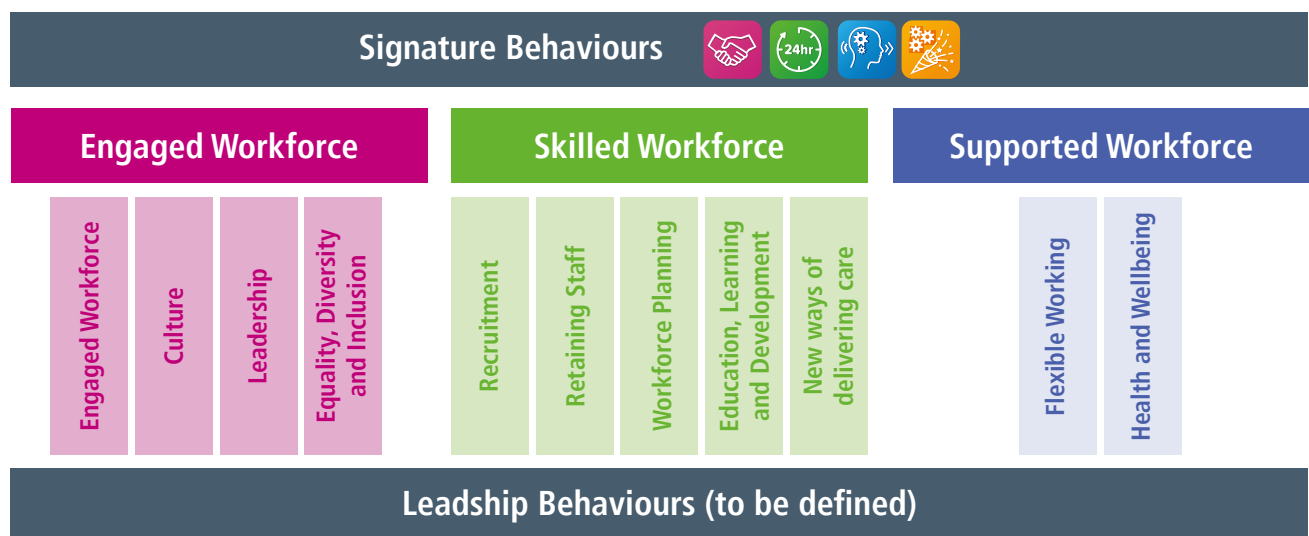 Signature Behaviours
24hr
Engaged Workforce
Skilled Workforce
Supported Workforce
Engaged Workforce
Culture
Leadership
Equality, Diversity
and Inclusion
Recruitment
Retaining Staff
Workforce Planning
Education, Learning
and Development
New ways of
delivering care
Flexible Working
Health and Wellbeing
Leadship Behaviours (to be defined)